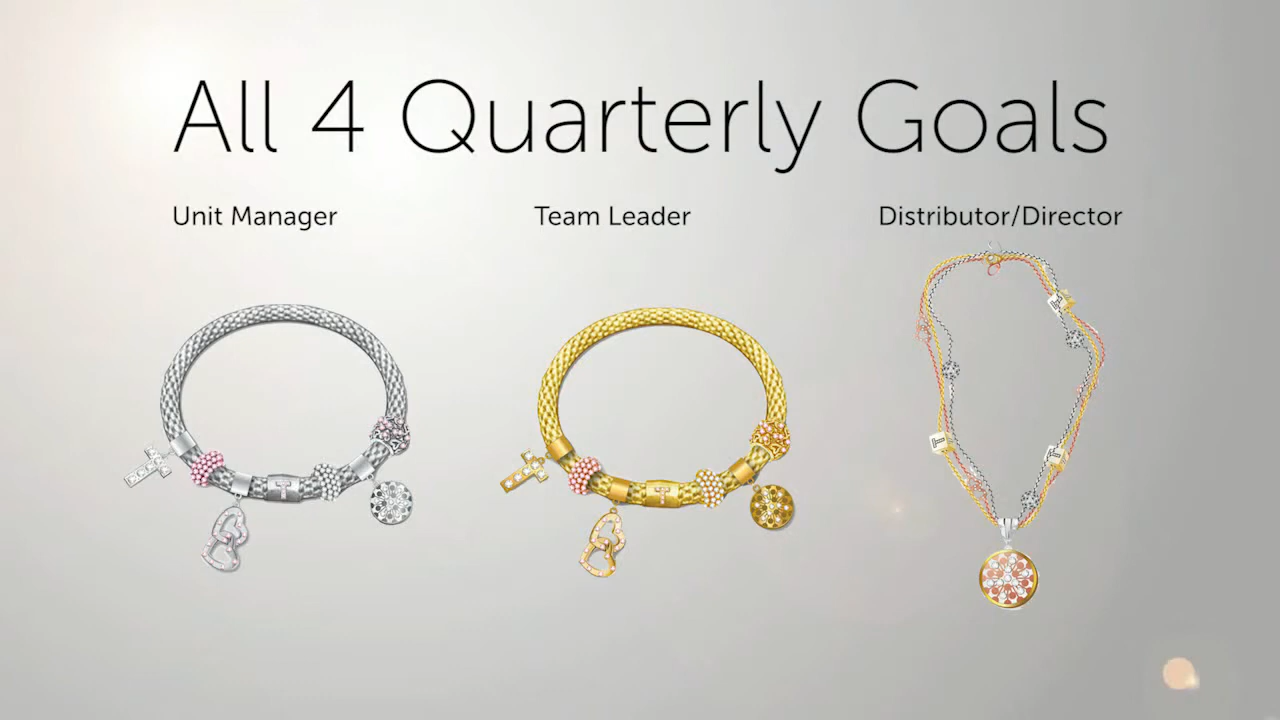 All 4 Quarterly Goals
Unit Manager
Team Leader
Distributor/Director
T
T
T
T
T